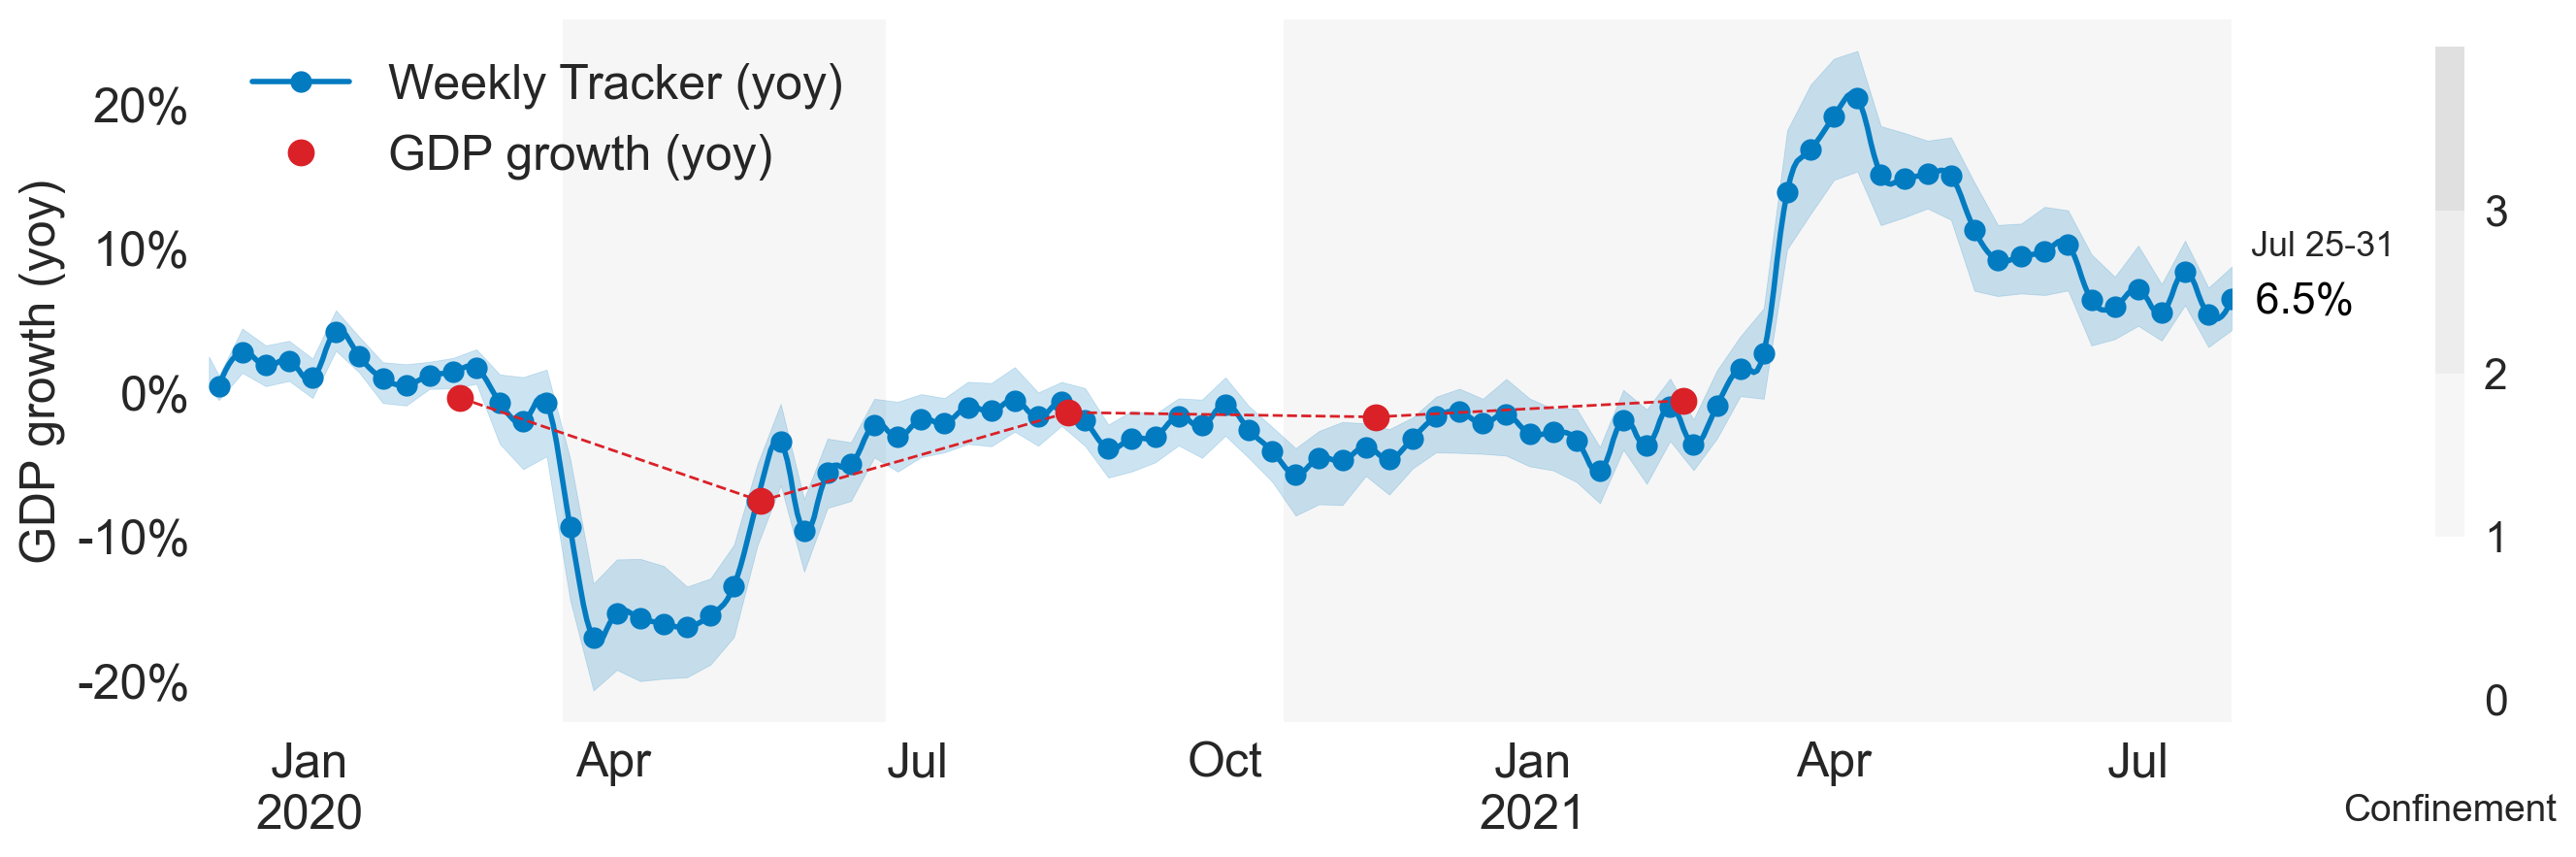 Weekly Tracker (yoy)
GDP growth (yoy)
GDP growth (yoy)
20%
10%
0%
-10%
-20%
Jan
2020
Apr
Jul
Oct
Jan
2021
Apr
Jul
Jul 25-31
6.5%
3
2
1
0
Confinement